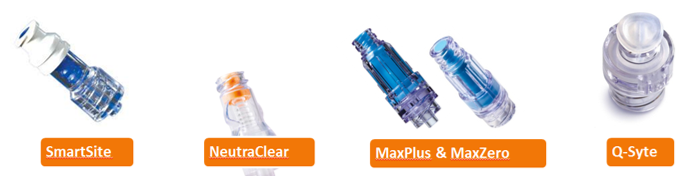 SmartSite
NeutraClear
MaxPlus & MaxZero
Q-Syte